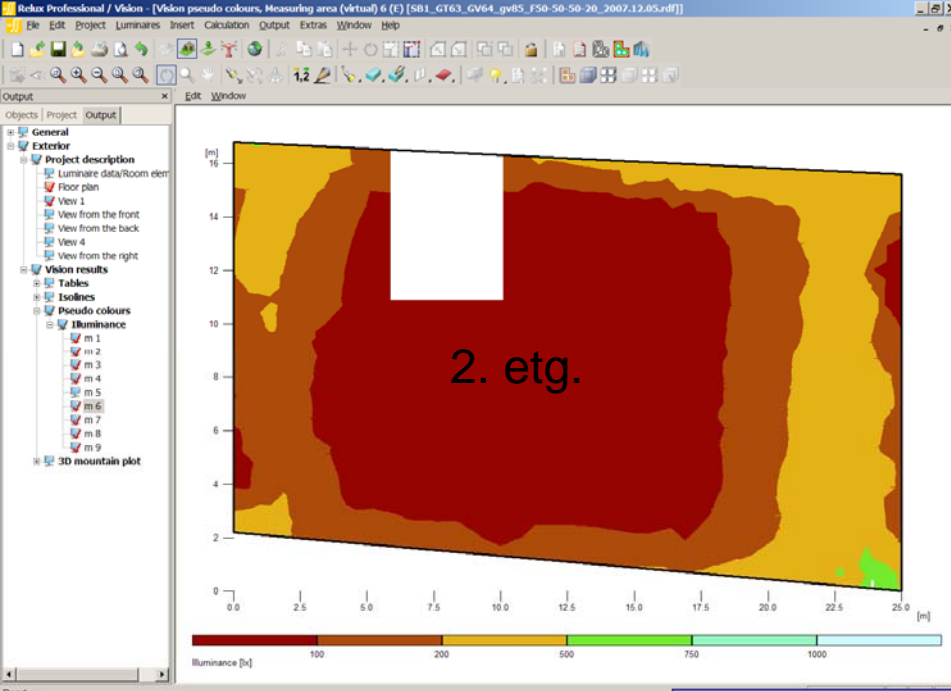 Relux Professional / Vision - [Vision pseudo colours, Measuring area (virtual) 6 (E) [SB1_GT63_GV64_gv85_F50-50-50-20_2007.12.05.rdf]]
File Edit Project Luminaires Insert Calculation Output Extras Window Help
1,2
Output
Edit Window
Objects Project Output
General
Exterior
Project description
Luminaire data/Room elem
Floor plan
View 1
View from the front
View from the back
View 4
View from the right
Vision results
Tables
Isolines
Pseudo colours
Illuminance
m 1
m 2
m 3
m 4
m 5
m 6
m 7
m 8
m 9
3D mountain plot
[m]
16
14
12
10
8
6
4
2
0
2. etg.
0.0 2.5 5.0 7.5 10.0 12.5 15.0 17.5 20.0 22.5 25.0
[m]
100 200 500 750 1000
Illuminance [lx]